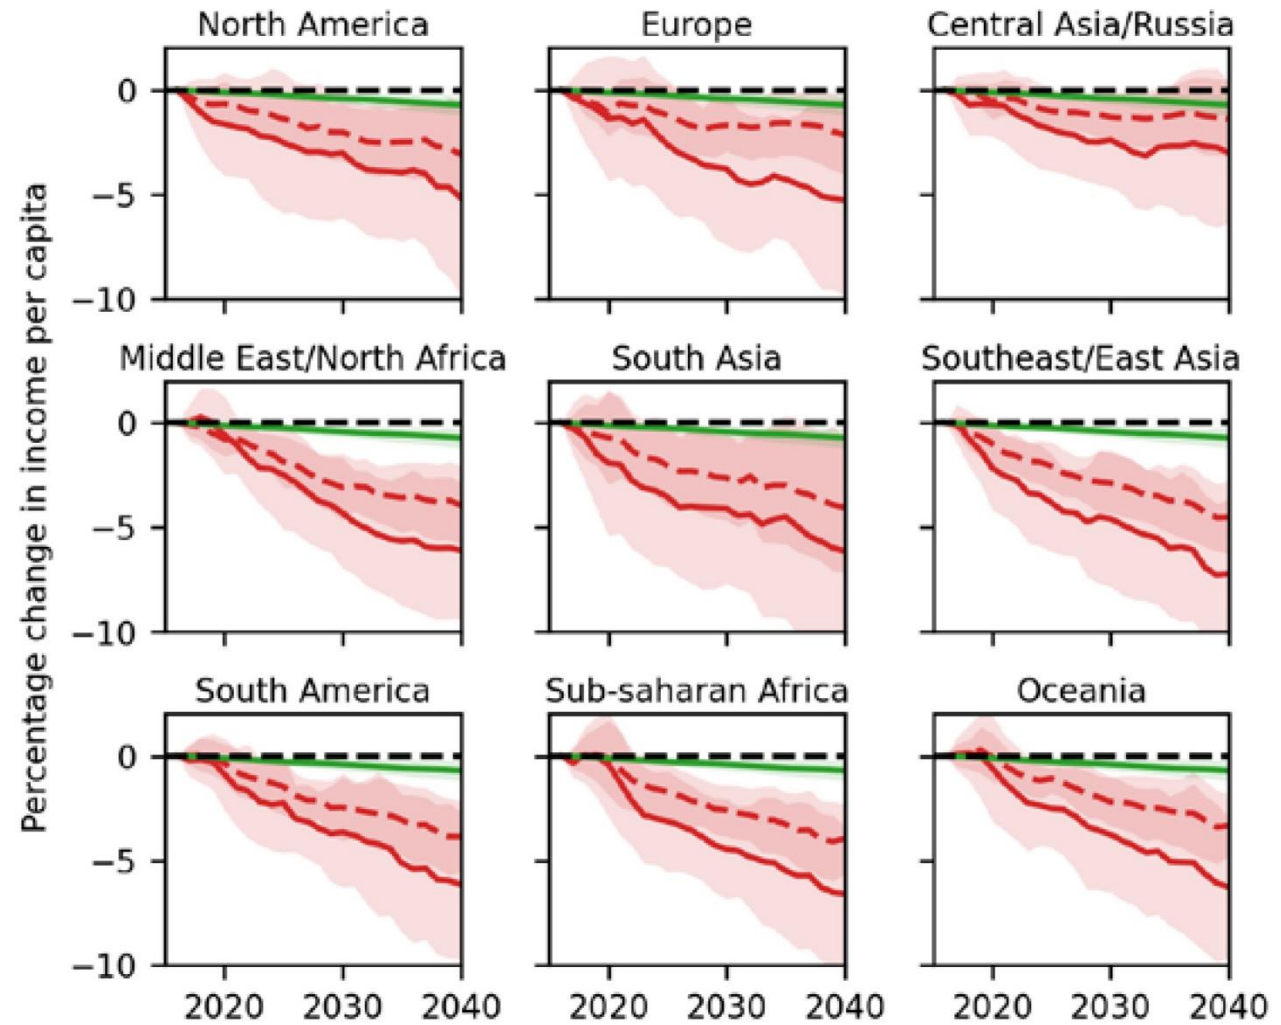 North America
Europe
Central Asia/Russia
0
−5
−10
Middle East/North Africa
South Asia
Southeast/East Asia
0
−5
−10
South America
Sub-saharan Africa
Oceania
0
−5
−10
2020 2030 2040
2020 2030 2040
2020 2030 2040
Percentage change in income per capita